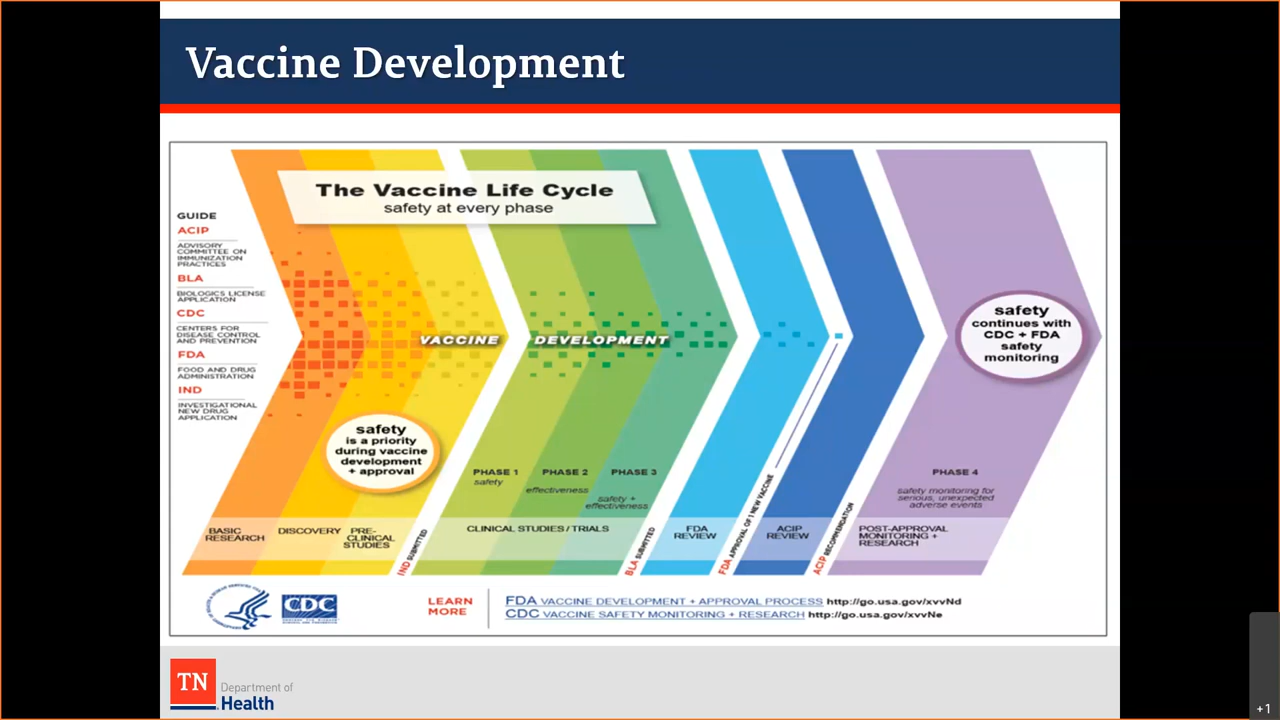 Vaccine Development
The Vaccine Life Cycle
safety at every phase
GUIDE
ACIP
ADVISORY
COMMITTEE ON
IMMUNIZATION
PRACTICES
BLA
BIOLOGICS LICENSE
APPLICATION
CDC
CENTERS FOR
DISEASE CONTROL
AND PREVENTION
FDA
FOOD AND DRUG
ADMINISTRATION
IND
INVESTIGATIONAL
NEW DRUG
APPLICATION
VACCINE DEVELOPMENT
safety
is a priority
during vaccine
development
+ approval
safety
continues with
CDC + FDA
safety
monitoring
PHASE 1
safety
PHASE 2
effectiveness
PHASE 3
safety +
effectiveness
PHASE 4
safety monitoring for
serious, unexpected
adverse events
BASIC
RESEARCH
DISCOVERY
PRE-
CLINICAL
STUDIES
IND SUBMITTED
CLINICAL STUDIES / TRIALS
BLA SUBMITTED
FDA
REVIEW
FDA APPROVAL OF 1 NEW VACCINE
ACIP
REVIEW
ACIP RECOMMENDATION
POST-APPROVAL
MONITORING +
RESEARCH
CDC
LEARN
MORE
FDA VACCINE DEVELOPMENT + APPROVAL PROCESS http://go.usa.gov/xvvNd
CDC VACCINE SAFETY MONITORING + RESEARCH http://go.usa.gov/xvvNe
TN
Department of
Health
+1